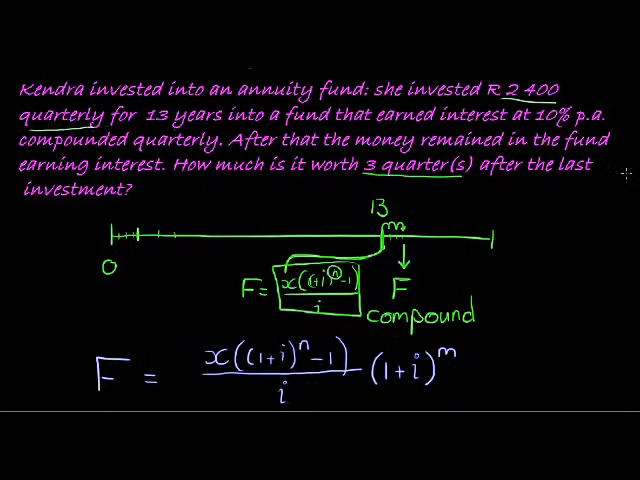 Kendra invested into an annuity fund: she invested R 2 400
quarterly for 13 years into a fund that earned interest at 10% p.a.
compounded quarterly. After that the money remained in the fund
earning interest. How much is it worth 3 quarter(s) after the last
investment?
13
m
0
F = x((1+i)^n -1) / i
F
compound
F = x((1+i)^n -1) / i (1+i)^m